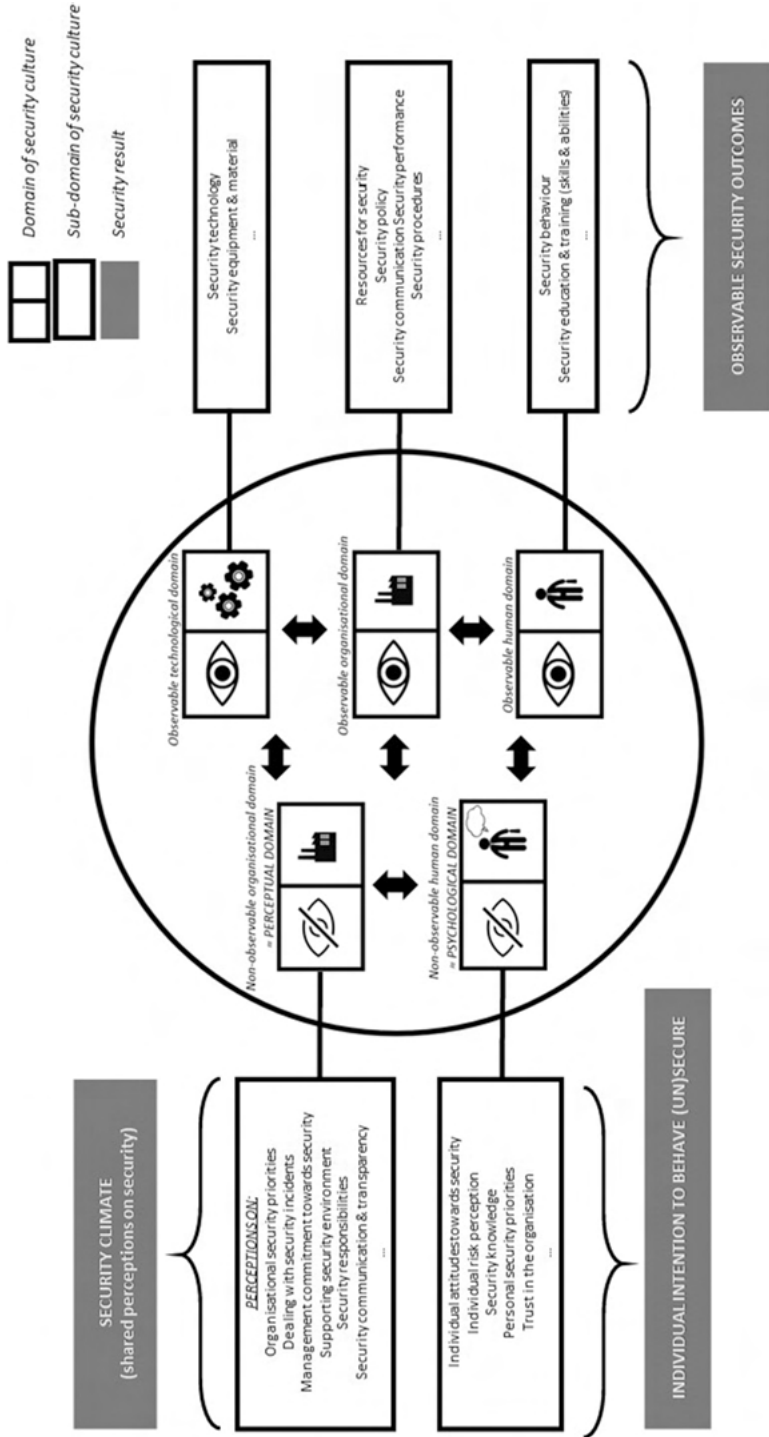 Domain of security culture
Sub-domain of security culture
Security result
SECURITY CLIMATE
(shared perceptions on security)
PERCEPTIONS ON:
Organisational security priorities
Dealing with security incidents
Management commitment towards security
Supporting security environment
Security responsibilities
Security communication & transparency
...
Individual attitudes towards security
Individual risk perception
Security knowledge
Personal security priorities
Trust in the organisation
...
INDIVIDUAL INTENTION TO BEHAVE (UN)SECURE
Non-observable organisational domain
= PERCEPTUAL DOMAIN
Non-observable human domain
= PSYCHOLOGICAL DOMAIN
Observable technological domain
Observable organisational domain
Observable human domain
Security technology
Security equipment & material
...
Resources for security
Security policy
Security communication Security performance
Security procedures
...
Security behaviour
Security education & training (skills & abilities)
...
OBSERVABLE SECURITY OUTCOMES